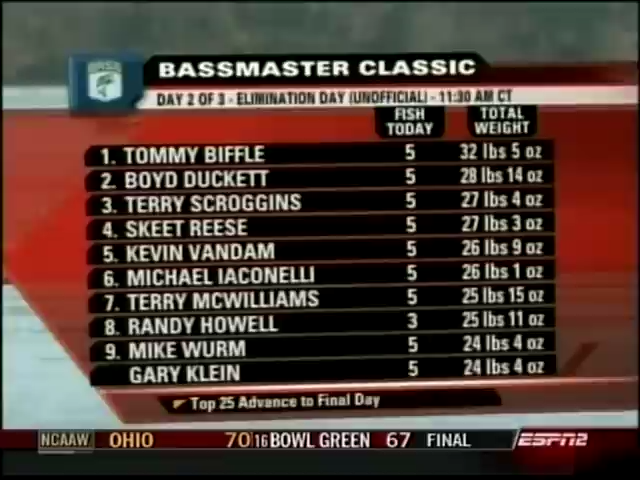 BASSMASTER CLASSIC
DAY 2 OF 3 - ELIMINATION DAY (UNOFFICIAL) - 11:30 AM CT
FISH TODAY TOTAL WEIGHT
1. TOMMY BIFFLE 5 32 lbs 5 oz
2. BOYD DUCKETT 5 28 lbs 14 oz
3. TERRY SCROGGINS 5 27 lbs 4 oz
4. SKEET REESE 5 27 lbs 3 oz
5. KEVIN VANDAM 5 26 lbs 9 oz
6. MICHAEL IACONELLI 5 26 lbs 1 oz
7. TERRY MCWILLIAMS 5 25 lbs 15 oz
8. RANDY HOWELL 3 25 lbs 11 oz
9. MIKE WURM 5 24 lbs 4 oz
GARY KLEIN 5 24 lbs 4 oz
Top 25 Advance to Final Day
NCAAW OHIO 70 16 BOWL GREEN 67 FINAL ESPN2